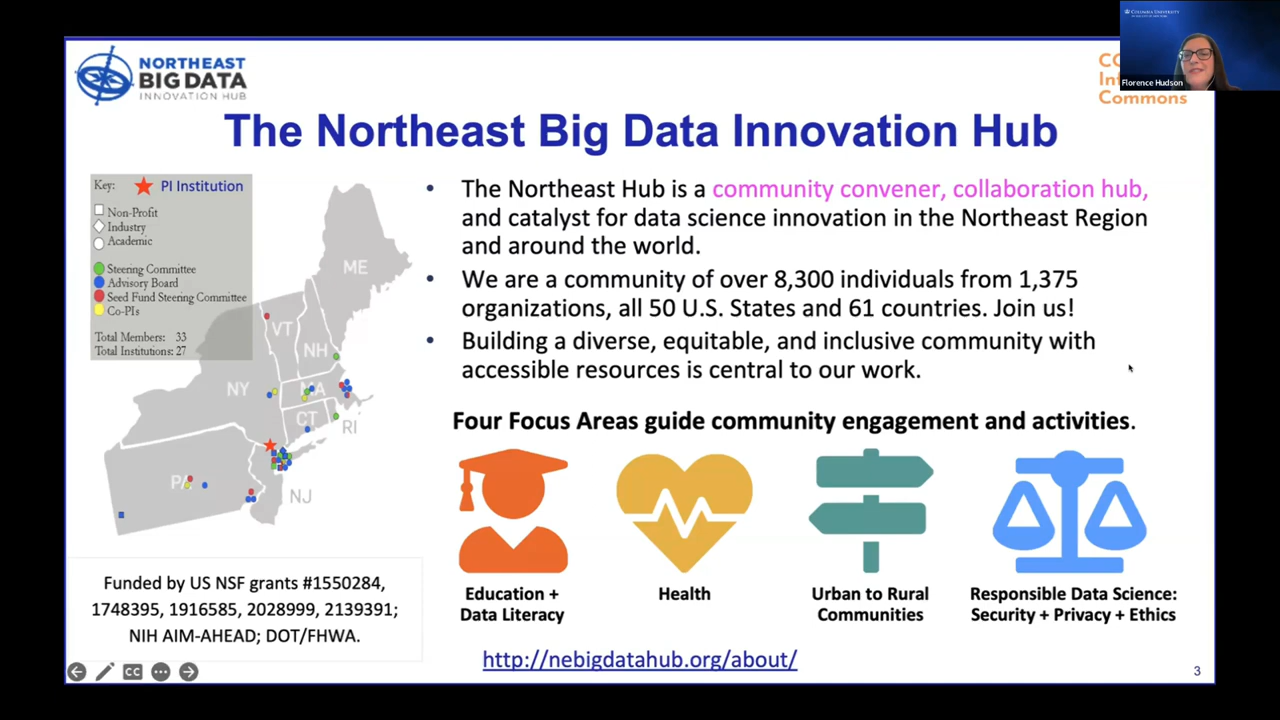 COLUMBIA UNIVERSITY
Florence Hudson
NORTHEAST
BIG DATA
INNOVATION HUB
Commons
The Northeast Big Data Innovation Hub
Key: PI Institution
Non-Profit
Industry
Academic
Steering Committee
Advisory Board
Seed Fund Steering Committee
Co-PIs
Total Members: 33
Total Institutions: 27
ME
VT
NH
NY
MA
CT
RI
PA
NJ
• The Northeast Hub is a community convener, collaboration hub,
and catalyst for data science innovation in the Northeast Region
and around the world.
• We are a community of over 8,300 individuals from 1,375
organizations, all 50 U.S. States and 61 countries. Join us!
• Building a diverse, equitable, and inclusive community with
accessible resources is central to our work.
Four Focus Areas guide community engagement and activities.
Education +
Data Literacy
Health
Urban to Rural
Communities
Responsible Data Science:
Security + Privacy + Ethics
Funded by US NSF grants #1550284,
1748395, 1916585, 2028999, 2139391;
NIH AIM-AHEAD; DOT/FHWA.
http://nebigdatahub.org/about/
CC
3